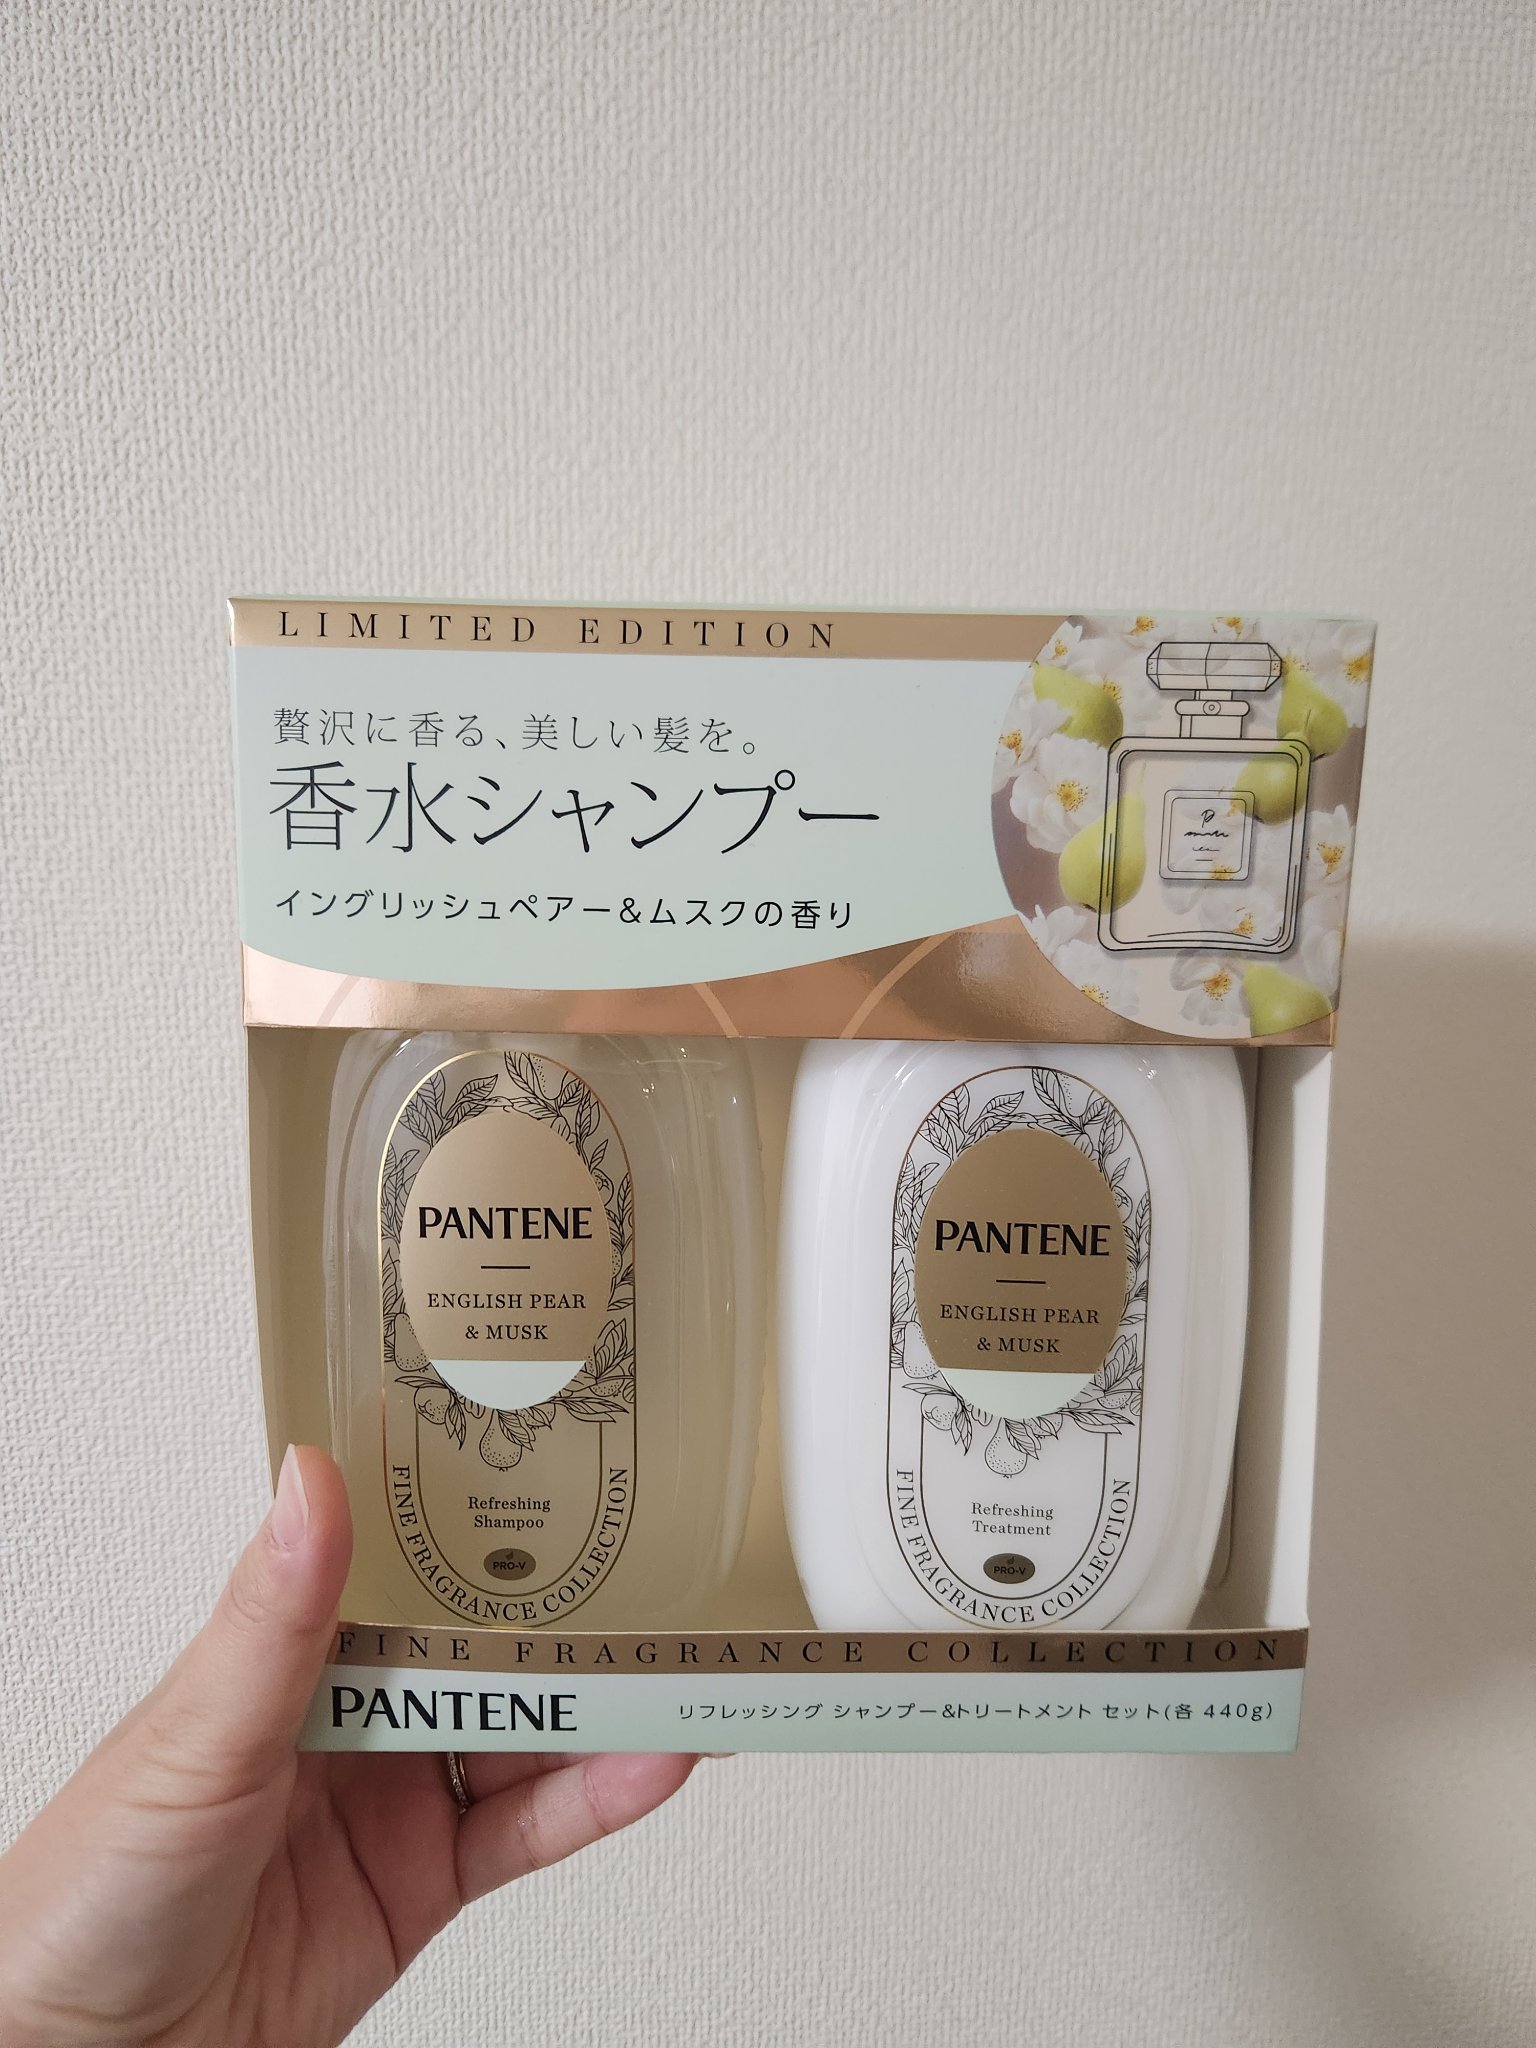 LIMITED EDITION
贅沢に香る、美しい髪を。
香水シャンプー
イングリッシュペアー&ムスクの香り
PANTENE
ENGLISH PEAR
& MUSK
Refreshing
Shampoo
PRO-V
FINE FRAGRANCE COLLECTION
PANTENE
ENGLISH PEAR
& MUSK
Refreshing
Treatment
PRO-V
FINE FRAGRANCE COLLECTION
FINE FRAGRANCE COLLECTION
PANTENE
リフレッシング シャンプー&トリートメント セット(各 440g)